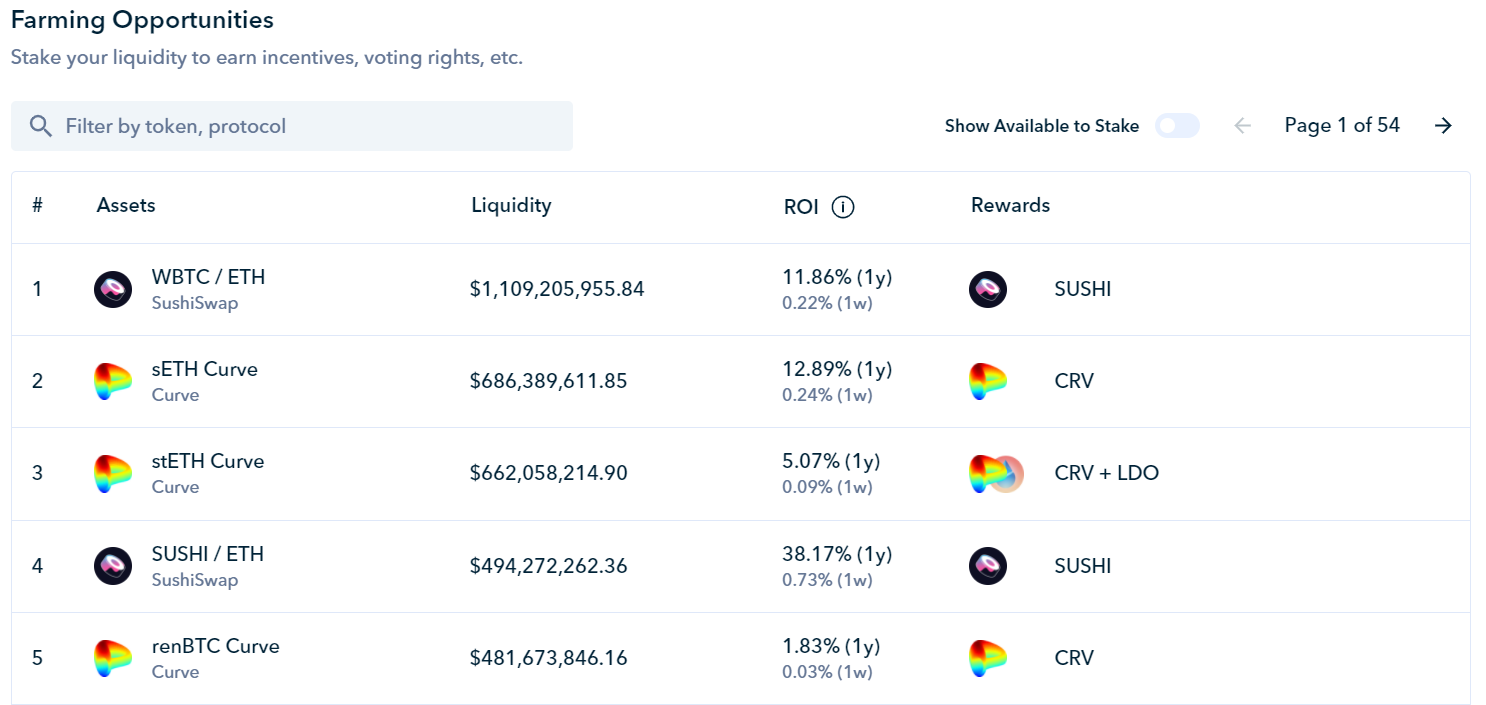 Farming Opportunities
Stake your liquidity to earn incentives, voting rights, etc.
Filter by token, protocol
Show Available to Stake
Page 1 of 54
# Assets Liquidity ROI Rewards
1 WBTC / ETH $1,109,205,955.84 11.86% (1y) SUSHI
SushiSwap 0.22% (1w)
2 sETH Curve $686,389,611.85 12.89% (1y) CRV
Curve 0.24% (1w)
3 stETH Curve $662,058,214.90 5.07% (1y) CRV + LDO
Curve 0.09% (1w)
4 SUSHI / ETH $494,272,262.36 38.17% (1y) SUSHI
SushiSwap 0.73% (1w)
5 renBTC Curve $481,673,846.16 1.83% (1y) CRV
Curve 0.03% (1w)